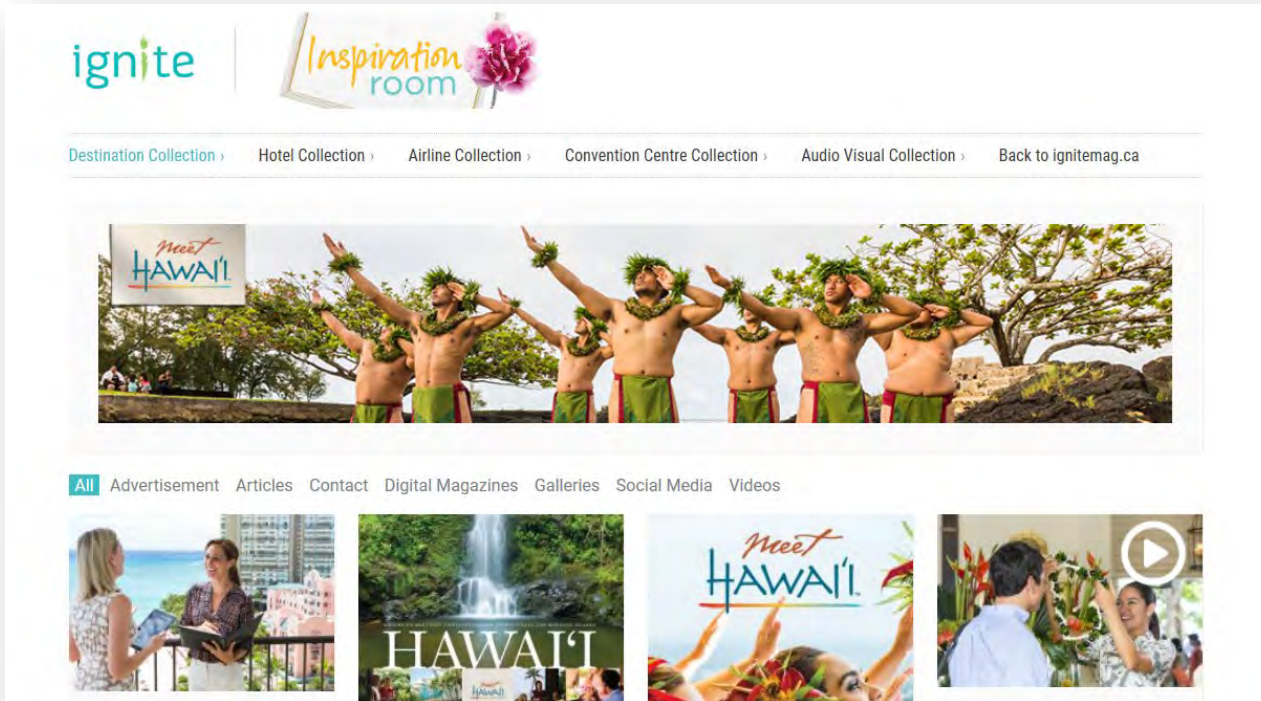 ignite
Inspiration
room
Destination Collection › Hotel Collection › Airline Collection › Convention Centre Collection › Audio Visual Collection › Back to ignitemag.ca
meet
HAWAI'I
All Advertisement Articles Contact Digital Magazines Galleries Social Media Videos
HAWAI'I
meet
HAWAI'I
HAWAI'I